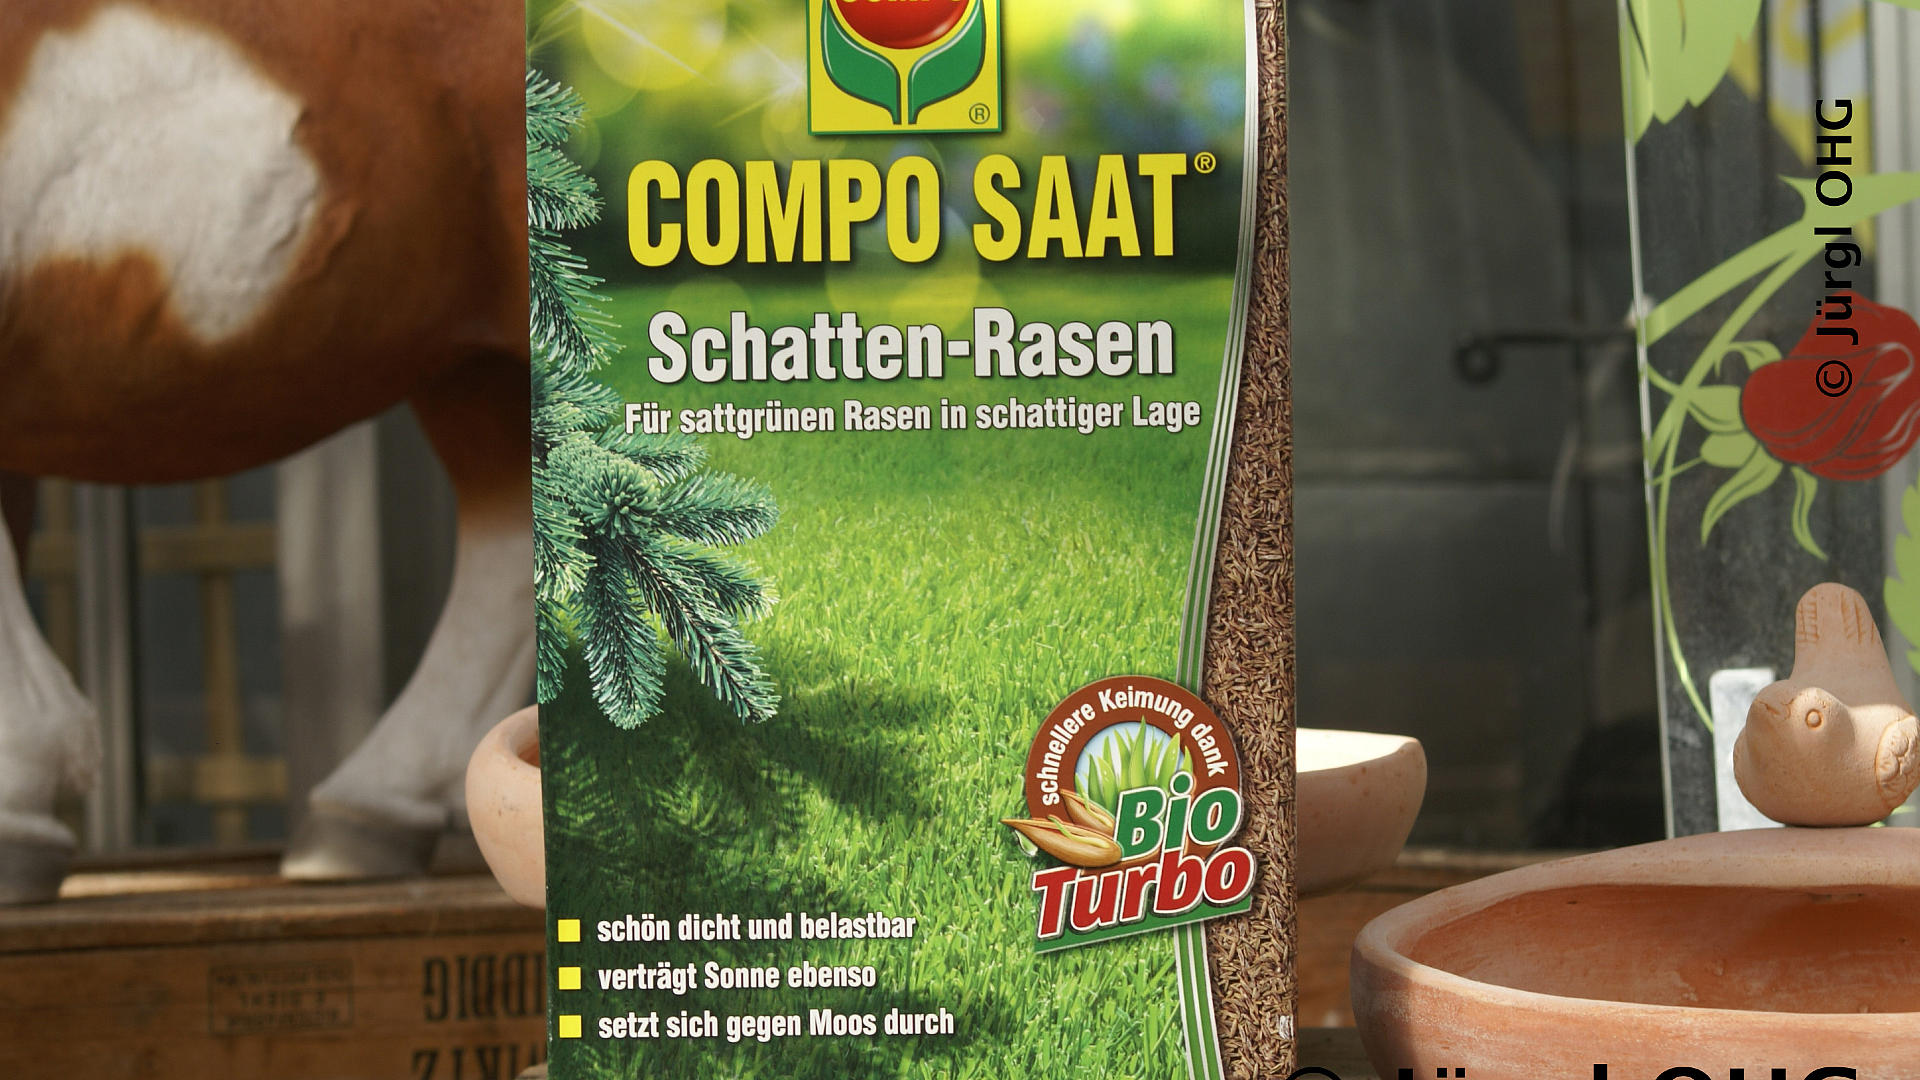 ®
COMPO SAAT®
Schatten-Rasen
Für sattgrünen Rasen in schattiger Lage
schnellere Keimung dank
Bio
Turbo
schön dicht und belastbar
verträgt Sonne ebenso
setzt sich gegen Moos durch
© Jürgl OHG